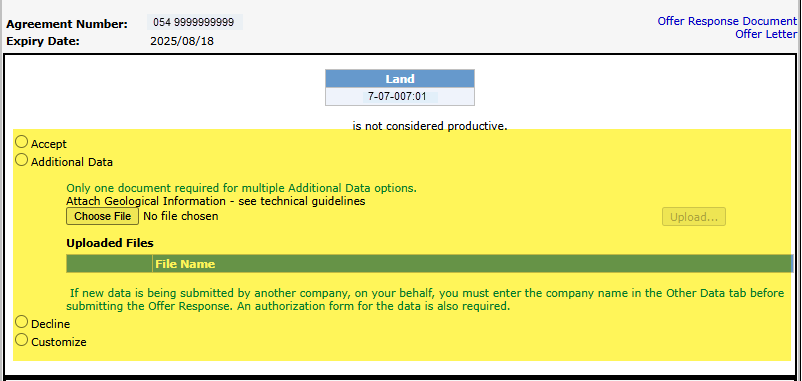 Agreement Number: 054 9999999999
Offer Response Document
Expiry Date: 2025/08/18
Offer Letter
Land
7-07-007:01
is not considered productive.
Accept
Additional Data
Only one document required for multiple Additional Data options.
Attach Geological Information - see technical guidelines
Choose File No file chosen
Upload...
Uploaded Files
File Name
If new data is being submitted by another company, on your behalf, you must enter the company name in the Other Data tab before
submitting the Offer Response. An authorization form for the data is also required.
Decline
Customize